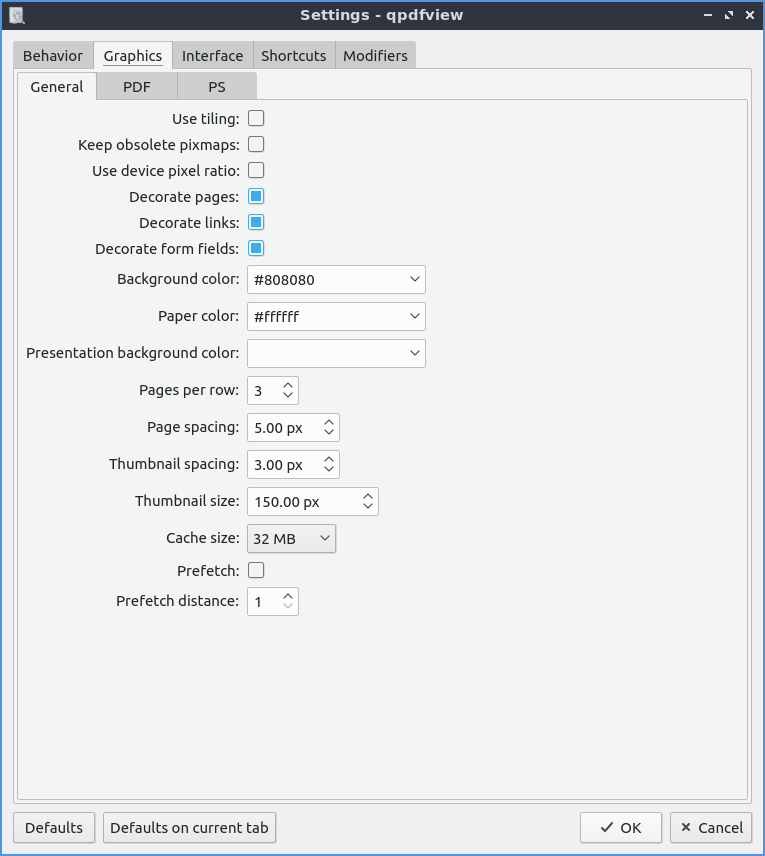 Settings - qpdfview
Behavior Graphics Interface Shortcuts Modifiers
General PDF PS
Use tiling:
Keep obsolete pixmaps:
Use device pixel ratio:
Decorate pages:
Decorate links:
Decorate form fields:
Background color: #808080
Paper color: #ffffff
Presentation background color:
Pages per row: 3
Page spacing: 5.00 px
Thumbnail spacing: 3.00 px
Thumbnail size: 150.00 px
Cache size: 32 MB
Prefetch:
Prefetch distance: 1
Defaults Defaults on current tab OK Cancel